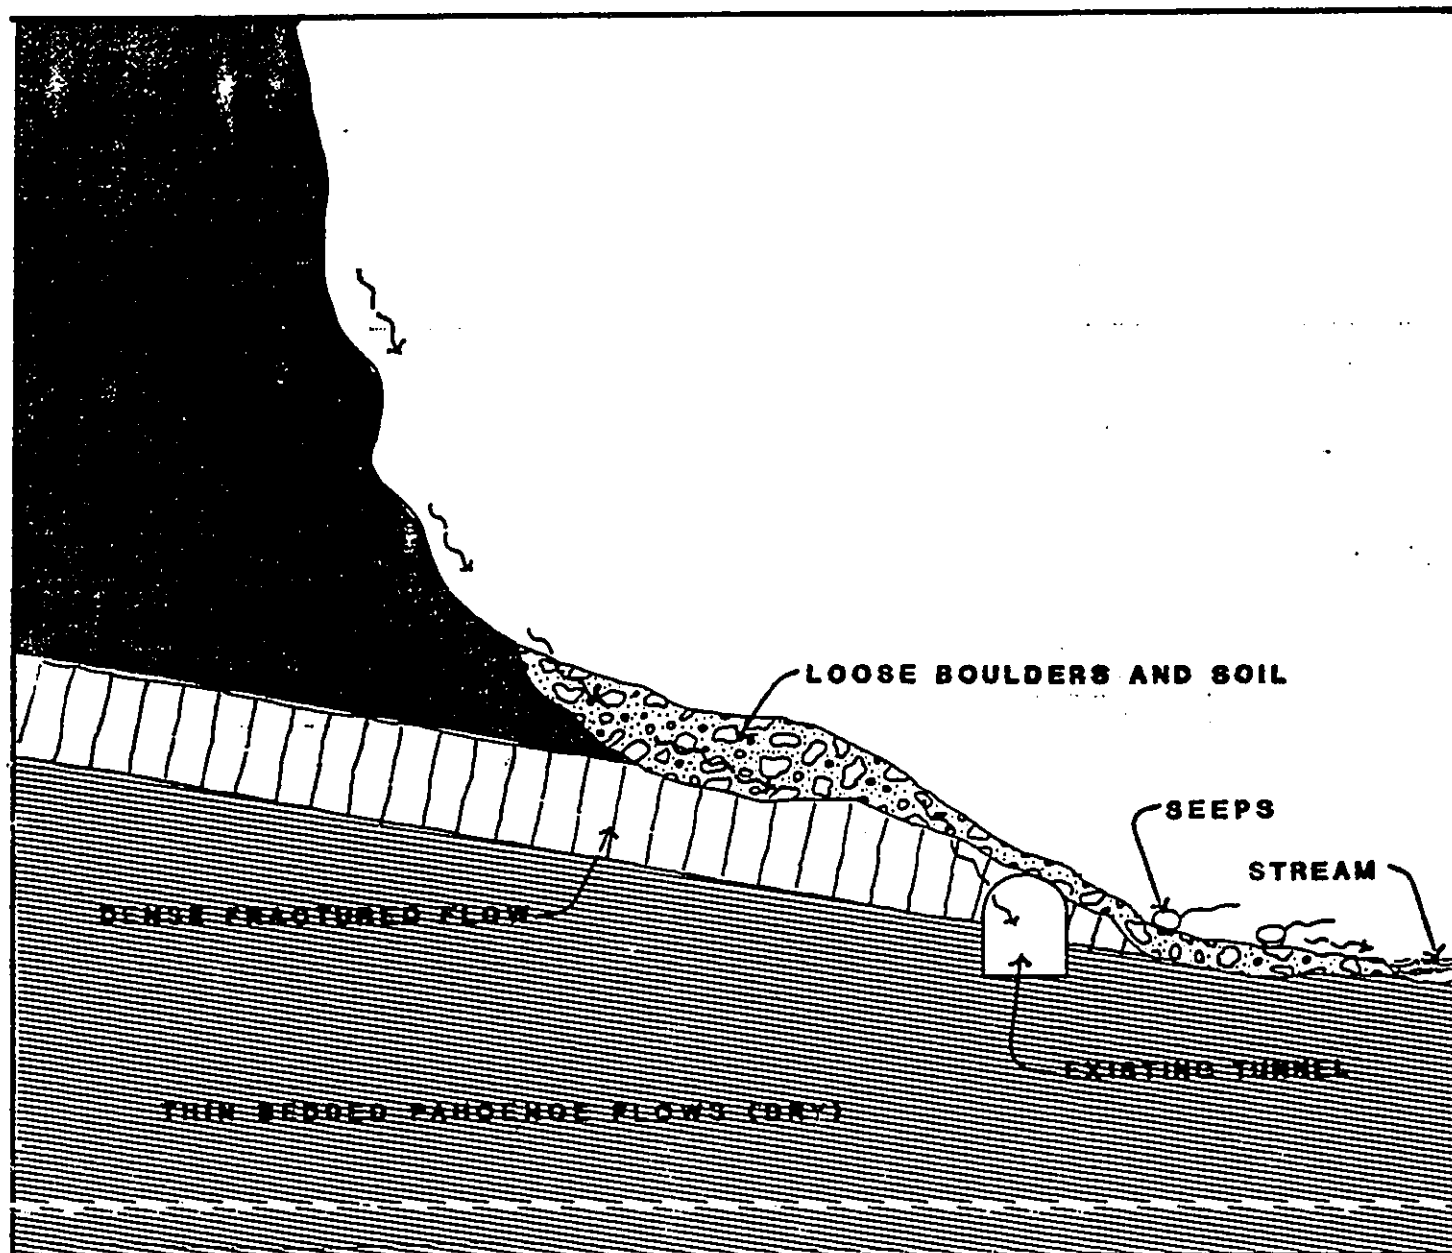 LOOSE BOULDERS AND SOIL
SEEPS
STREAM
DENSE FRACTURED FLOW
EXISTING TUNNEL
THIN BEDDED PAHOEHOE FLOWS (DRY)